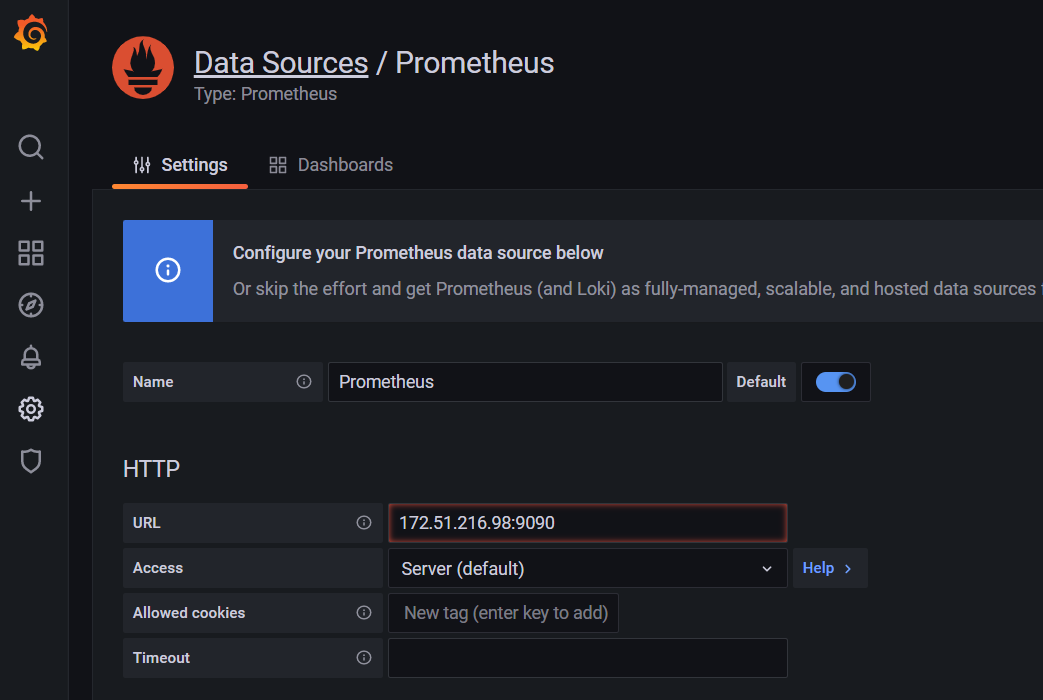 Data Sources / Prometheus
Type: Prometheus
Settings
Dashboards
Configure your Prometheus data source below
Or skip the effort and get Prometheus (and Loki) as fully-managed, scalable, and hosted data sources
Name
Prometheus
Default
HTTP
URL
172.51.216.98:9090
Access
Server (default)
Help
Allowed cookies
New tag (enter key to add)
Timeout